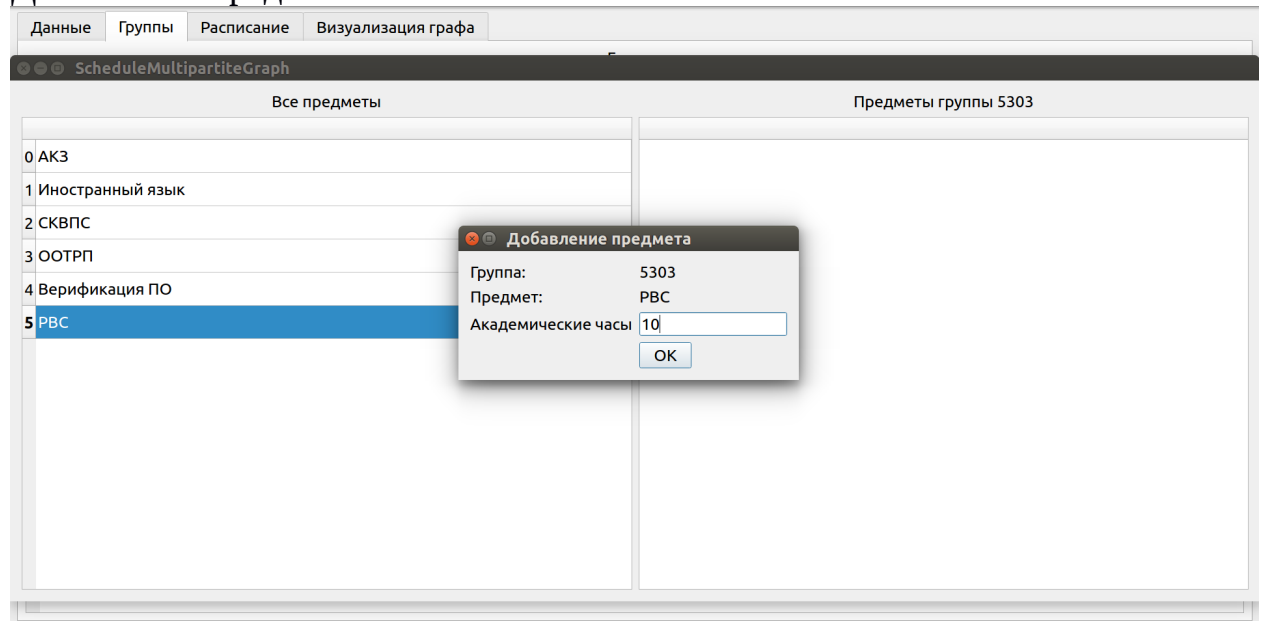 Данные Группы Расписание Визуализация графа
ScheduleMultipartiteGraph
Все предметы Предметы группы 5303
0 АКЗ
1 Иностранный язык
2 СКВПС
3 ООТРП
4 Верификация ПО
5 РВС
Добавление предмета
Группа: 5303
Предмет: РВС
Академические часы 10
OK